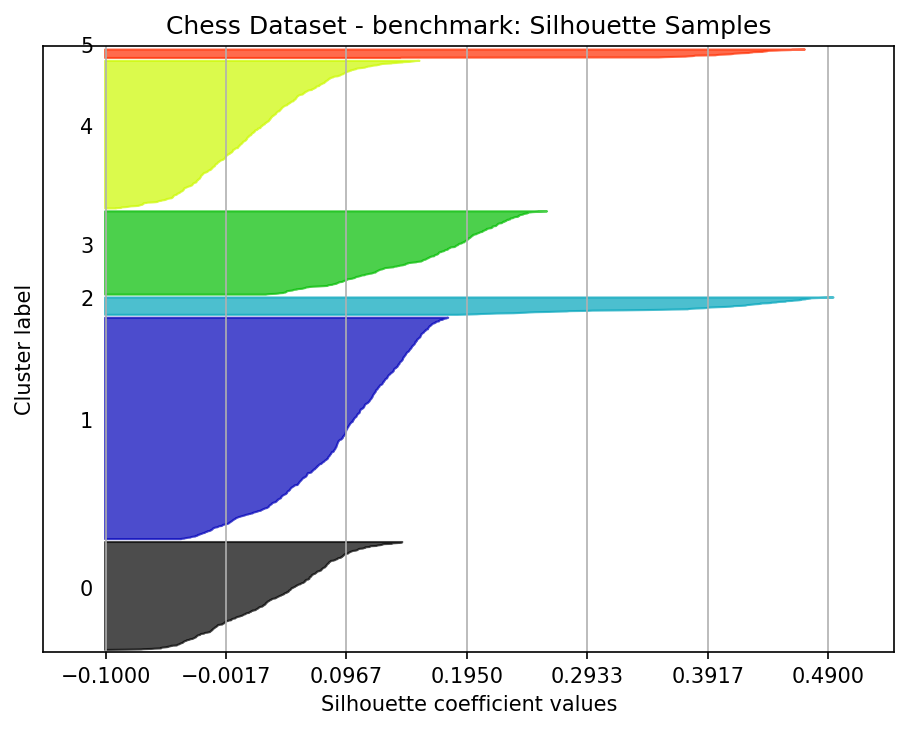 Chess Dataset - benchmark: Silhouette Samples
5
4
3
2
1
0
Cluster label
−0.1000 −0.0017 0.0967 0.1950 0.2933 0.3917 0.4900
Silhouette coefficient values